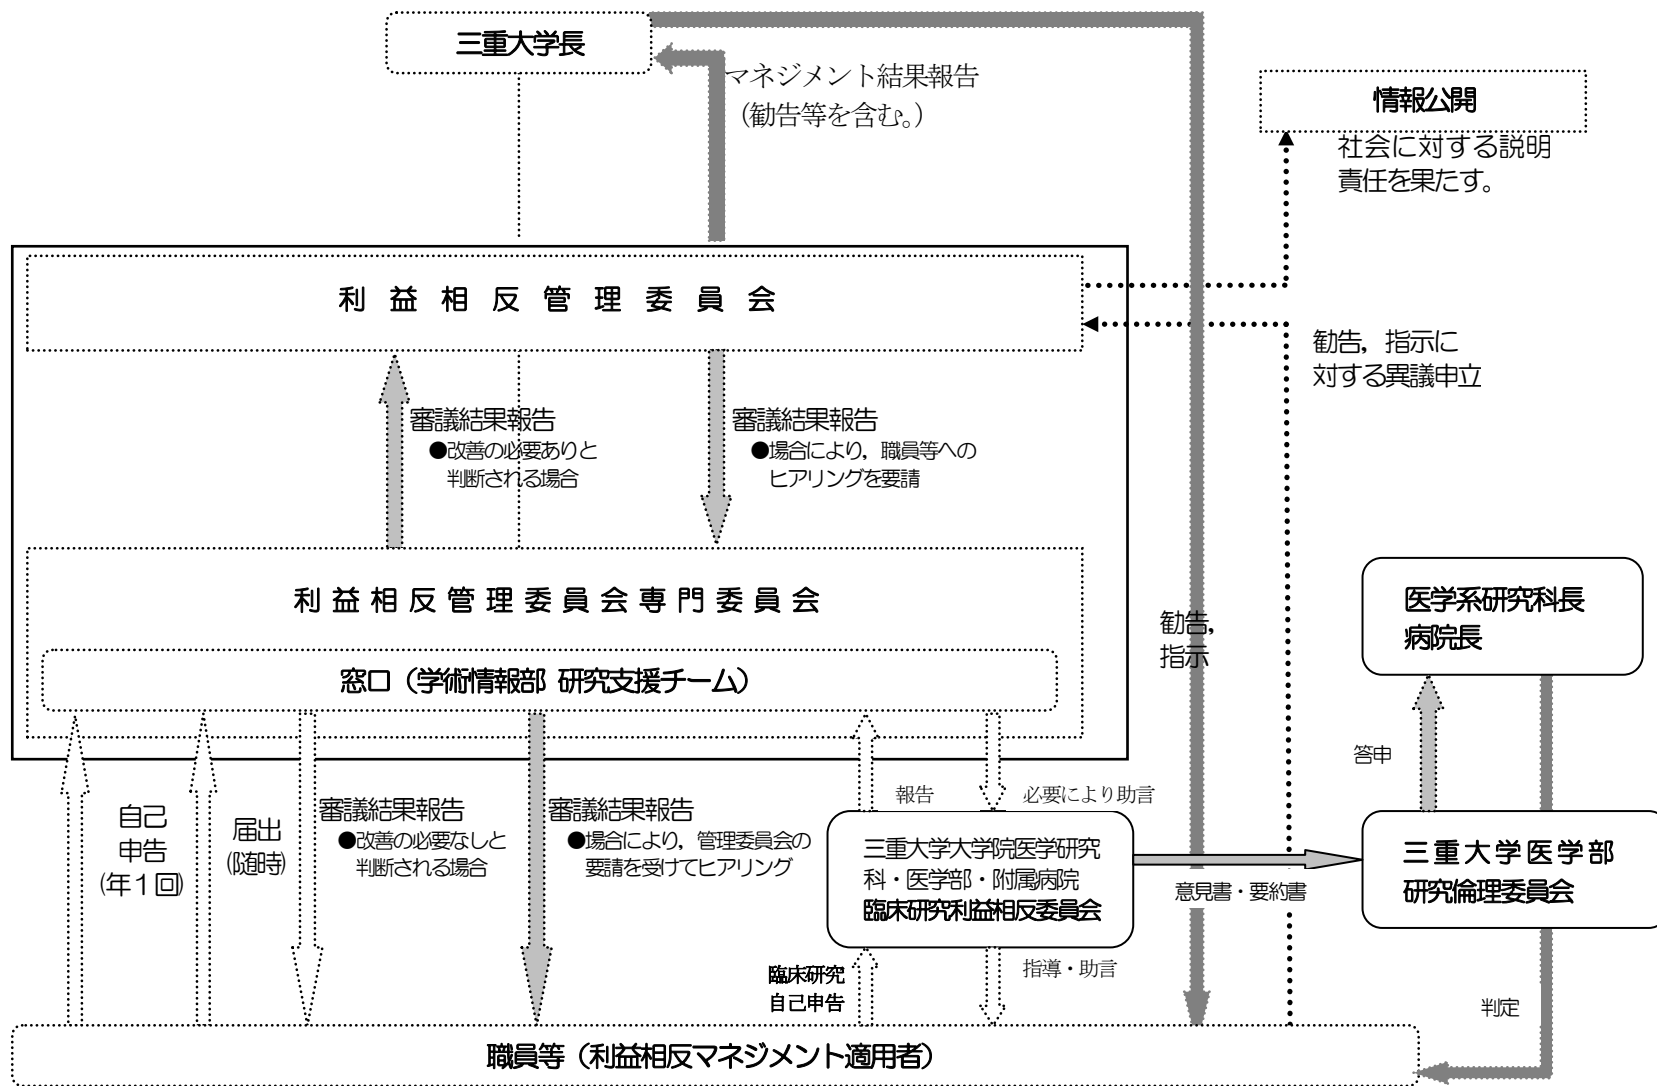 三重大学長
マネジメント結果報告
（勧告等を含む。）
情報公開
社会に対する説明
責任を果たす。
利益相反管理委員会
勧告，指示に
対する異議申立
審議結果報告
●改善の必要ありと
判断される場合
審議結果報告
●場合により，職員等への
ヒアリングを要請
利益相反管理委員会専門委員会
窓口（学術情報部 研究支援チーム）
勧告，
指示
医学系研究科長
病院長
答申
自己
申告
(年１回)
届出
(随時)
審議結果報告
●改善の必要なしと
判断される場合
審議結果報告
●場合により，管理委員会の
要請を受けてヒアリング
報告
必要により助言
三重大学大学院医学研究
科・医学部・附属病院
臨床研究利益相反委員会
意見書・要約書
三重大学医学部
研究倫理委員会
臨床研究
自己申告
指導・助言
判定
職員等（利益相反マネジメント適用者）